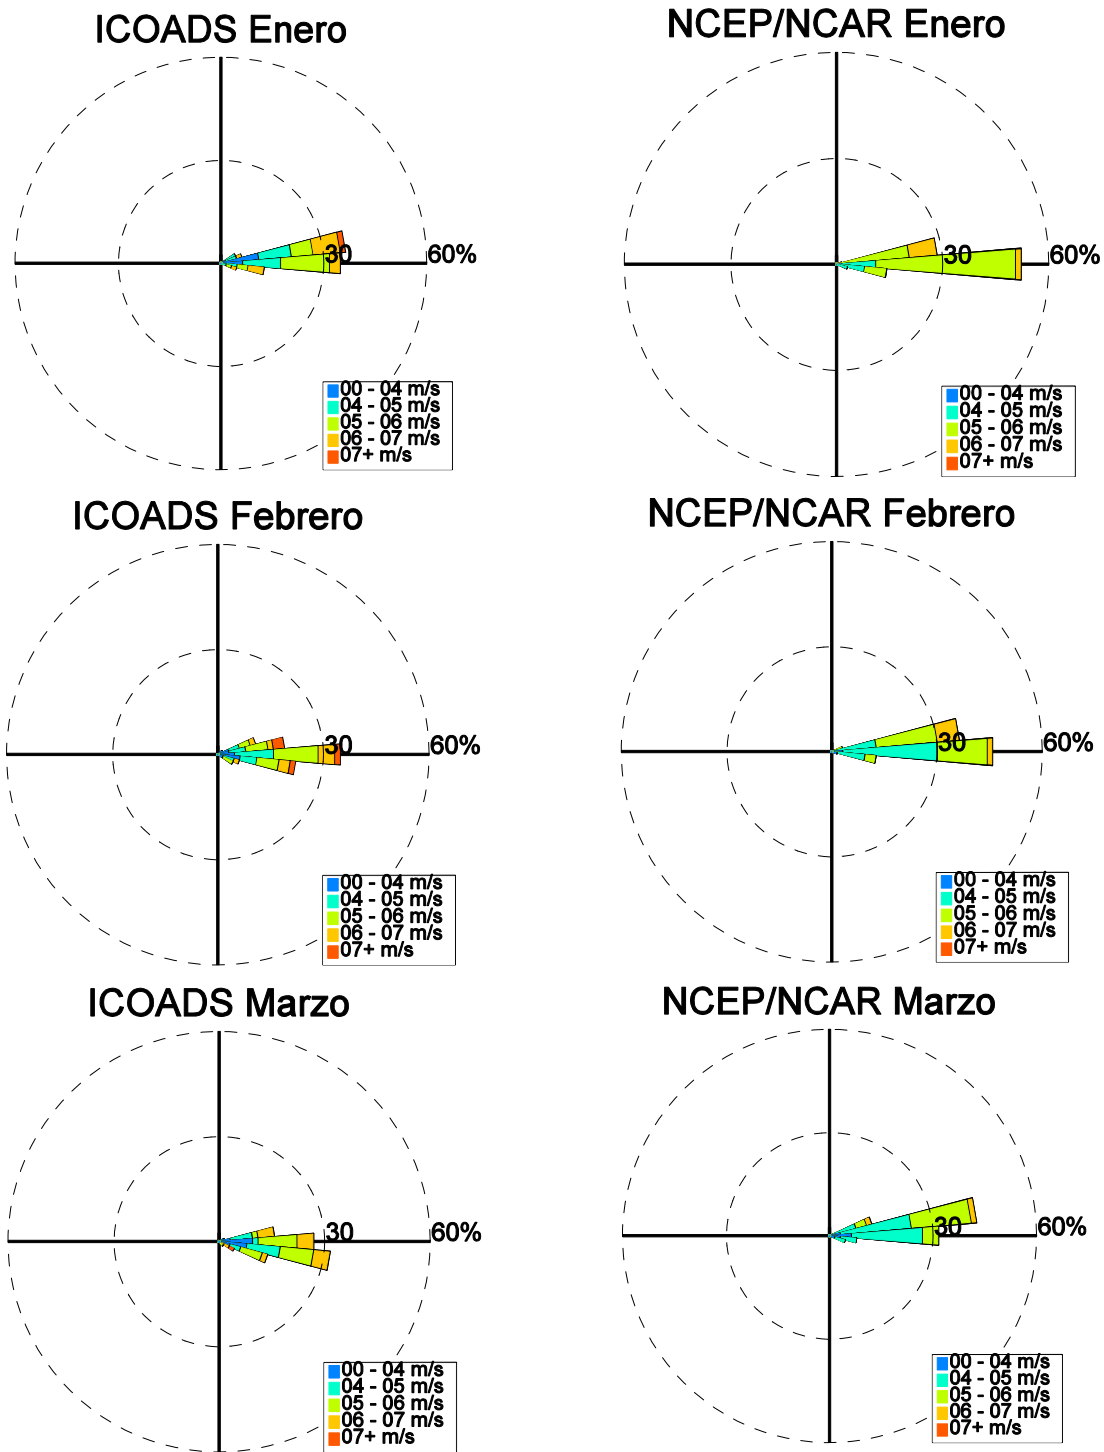 ICOADS Enero
NCEP/NCAR Enero
30
60%
30
60%
00 - 04 m/s
04 - 05 m/s
05 - 06 m/s
06 - 07 m/s
07+ m/s
00 - 04 m/s
04 - 05 m/s
05 - 06 m/s
06 - 07 m/s
07+ m/s
ICOADS Febrero
NCEP/NCAR Febrero
30
60%
30
60%
00 - 04 m/s
04 - 05 m/s
05 - 06 m/s
06 - 07 m/s
07+ m/s
00 - 04 m/s
04 - 05 m/s
05 - 06 m/s
06 - 07 m/s
07+ m/s
ICOADS Marzo
NCEP/NCAR Marzo
30
60%
30
60%
00 - 04 m/s
04 - 05 m/s
05 - 06 m/s
06 - 07 m/s
07+ m/s
00 - 04 m/s
04 - 05 m/s
05 - 06 m/s
06 - 07 m/s
07+ m/s